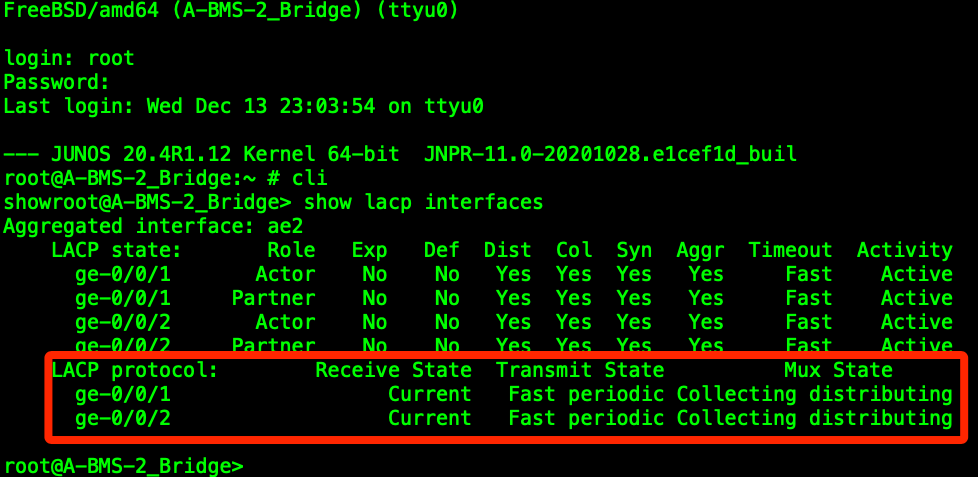 FreeBSD/amd64 (A-BMS-2_Bridge) (ttyu0)
login: root
Password:
Last login: Wed Dec 13 23:03:54 on ttyu0
--- JUNOS 20.4R1.12 Kernel 64-bit  JNPR-11.0-20201028.e1cef1d_buil
root@A-BMS-2_Bridge:~ # cli
showroot@A-BMS-2_Bridge> show lacp interfaces
Aggregated interface: ae2
    LACP state:       Role   Exp   Def  Dist  Col  Syn  Aggr  Timeout  Activity
      ge-0/0/1       Actor    No    No   Yes  Yes  Yes   Yes     Fast    Active
      ge-0/0/1     Partner    No    No   Yes  Yes  Yes   Yes     Fast    Active
      ge-0/0/2       Actor    No    No   Yes  Yes  Yes   Yes     Fast    Active
      ge-0/0/2     Partner    No    No   Yes  Yes  Yes   Yes     Fast    Active
    LACP protocol:        Receive State  Transmit State          Mux State
      ge-0/0/1                  Current   Fast periodic Collecting distributing
      ge-0/0/2                  Current   Fast periodic Collecting distributing
root@A-BMS-2_Bridge>